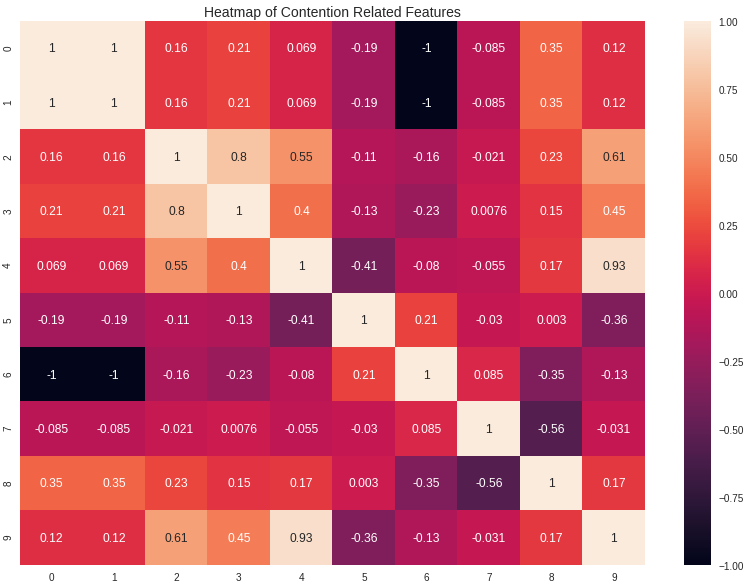 Heatmap of Contention Related Features
0 1 1 0.16 0.21 0.069 -0.19 -1 -0.085 0.35 0.12
1 1 1 0.16 0.21 0.069 -0.19 -1 -0.085 0.35 0.12
2 0.16 0.16 1 0.8 0.55 -0.11 -0.16 -0.021 0.23 0.61
3 0.21 0.21 0.8 1 0.4 -0.13 -0.23 0.0076 0.15 0.45
4 0.069 0.069 0.55 0.4 1 -0.41 -0.08 -0.055 0.17 0.93
5 -0.19 -0.19 -0.11 -0.13 -0.41 1 0.21 -0.03 0.003 -0.36
6 -1 -1 -0.16 -0.23 -0.08 0.21 1 0.085 -0.35 -0.13
7 -0.085 -0.085 -0.021 0.0076 -0.055 -0.03 0.085 1 -0.56 -0.031
8 0.35 0.35 0.23 0.15 0.17 0.003 -0.35 -0.56 1 0.17
9 0.12 0.12 0.61 0.45 0.93 -0.36 -0.13 -0.031 0.17 1
0 1 2 3 4 5 6 7 8 9
1.00
0.75
0.50
0.25
0.00
−0.25
−0.50
−0.75
−1.00